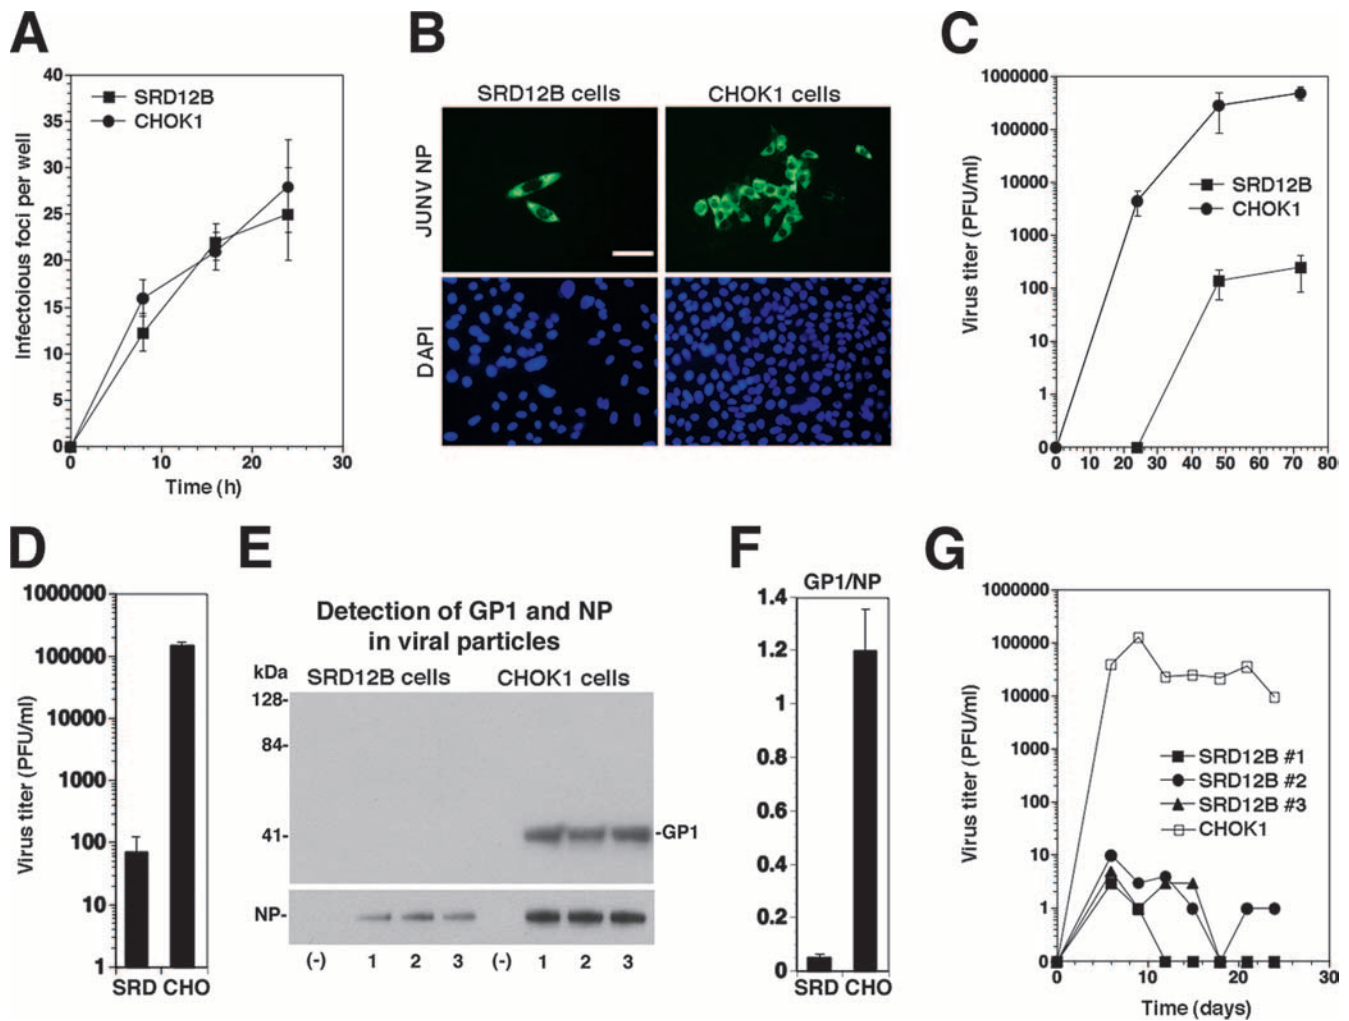 A
40
35
30
25
20
15
10
5
0
Infectoious foci per well
SRD12B
CHOK1
0 10 20 30
Time (h)
B
SRD12B cells CHOK1 cells
JUNV NP
DAPI
C
1000000
100000
10000
1000
100
10
1
0
Virus titer (PFU/ml)
SRD12B
CHOK1
0 10 20 30 40 50 60 70 80
D
1000000
100000
10000
1000
100
10
1
Virus titer (PFU/ml)
SRD CHO
E
Detection of GP1 and NP
in viral particles
kDa SRD12B cells CHOK1 cells
128-
84-
41- -GP1
NP-
(-) 1 2 3 (-) 1 2 3
F
GP1/NP
1.4
1.2
1
0.8
0.6
0.4
0.2
0
SRD CHO
G
1000000
100000
10000
1000
100
10
1
0
Virus titer (PFU/ml)
SRD12B #1
SRD12B #2
SRD12B #3
CHOK1
0 10 20 30
Time (days)